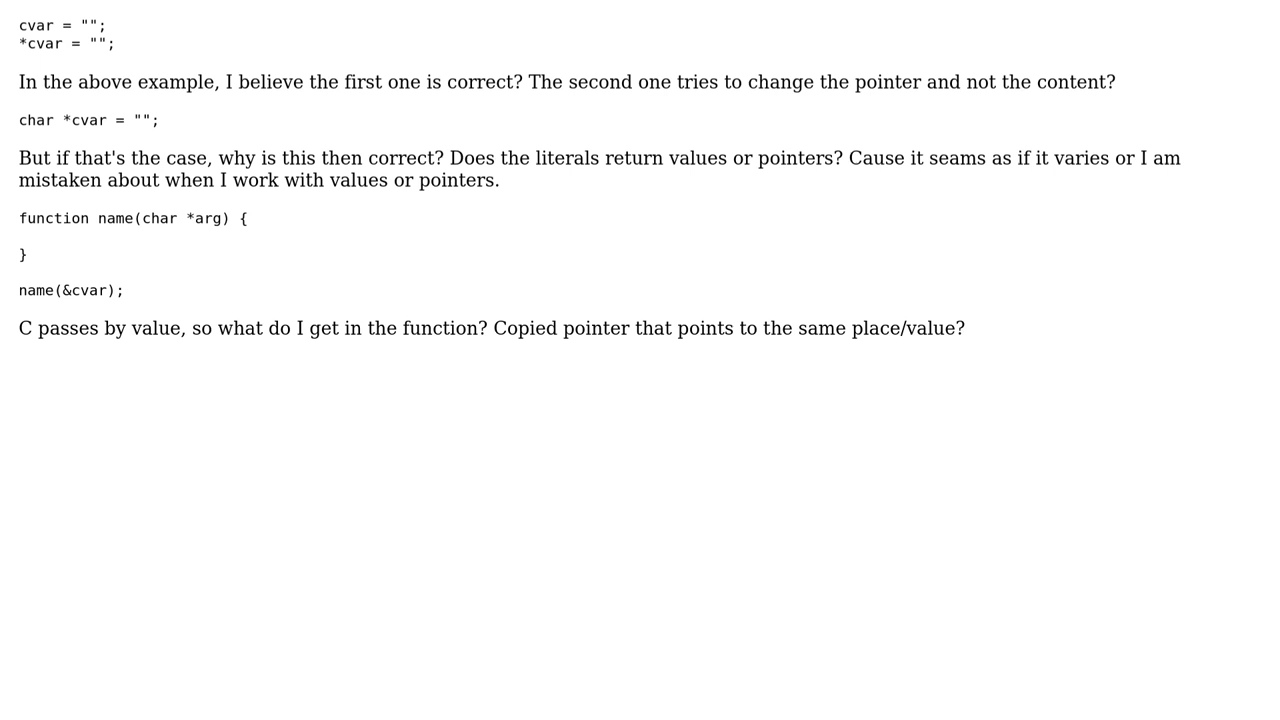 cvar = "";
*cvar = "";
In the above example, I believe the first one is correct? The second one tries to change the pointer and not the content?
char *cvar = "";
But if that's the case, why is this then correct? Does the literals return values or pointers? Cause it seams as if it varies or I am
mistaken about when I work with values or pointers.
function name(char *arg) {
}
name(&cvar);
C passes by value, so what do I get in the function? Copied pointer that points to the same place/value?